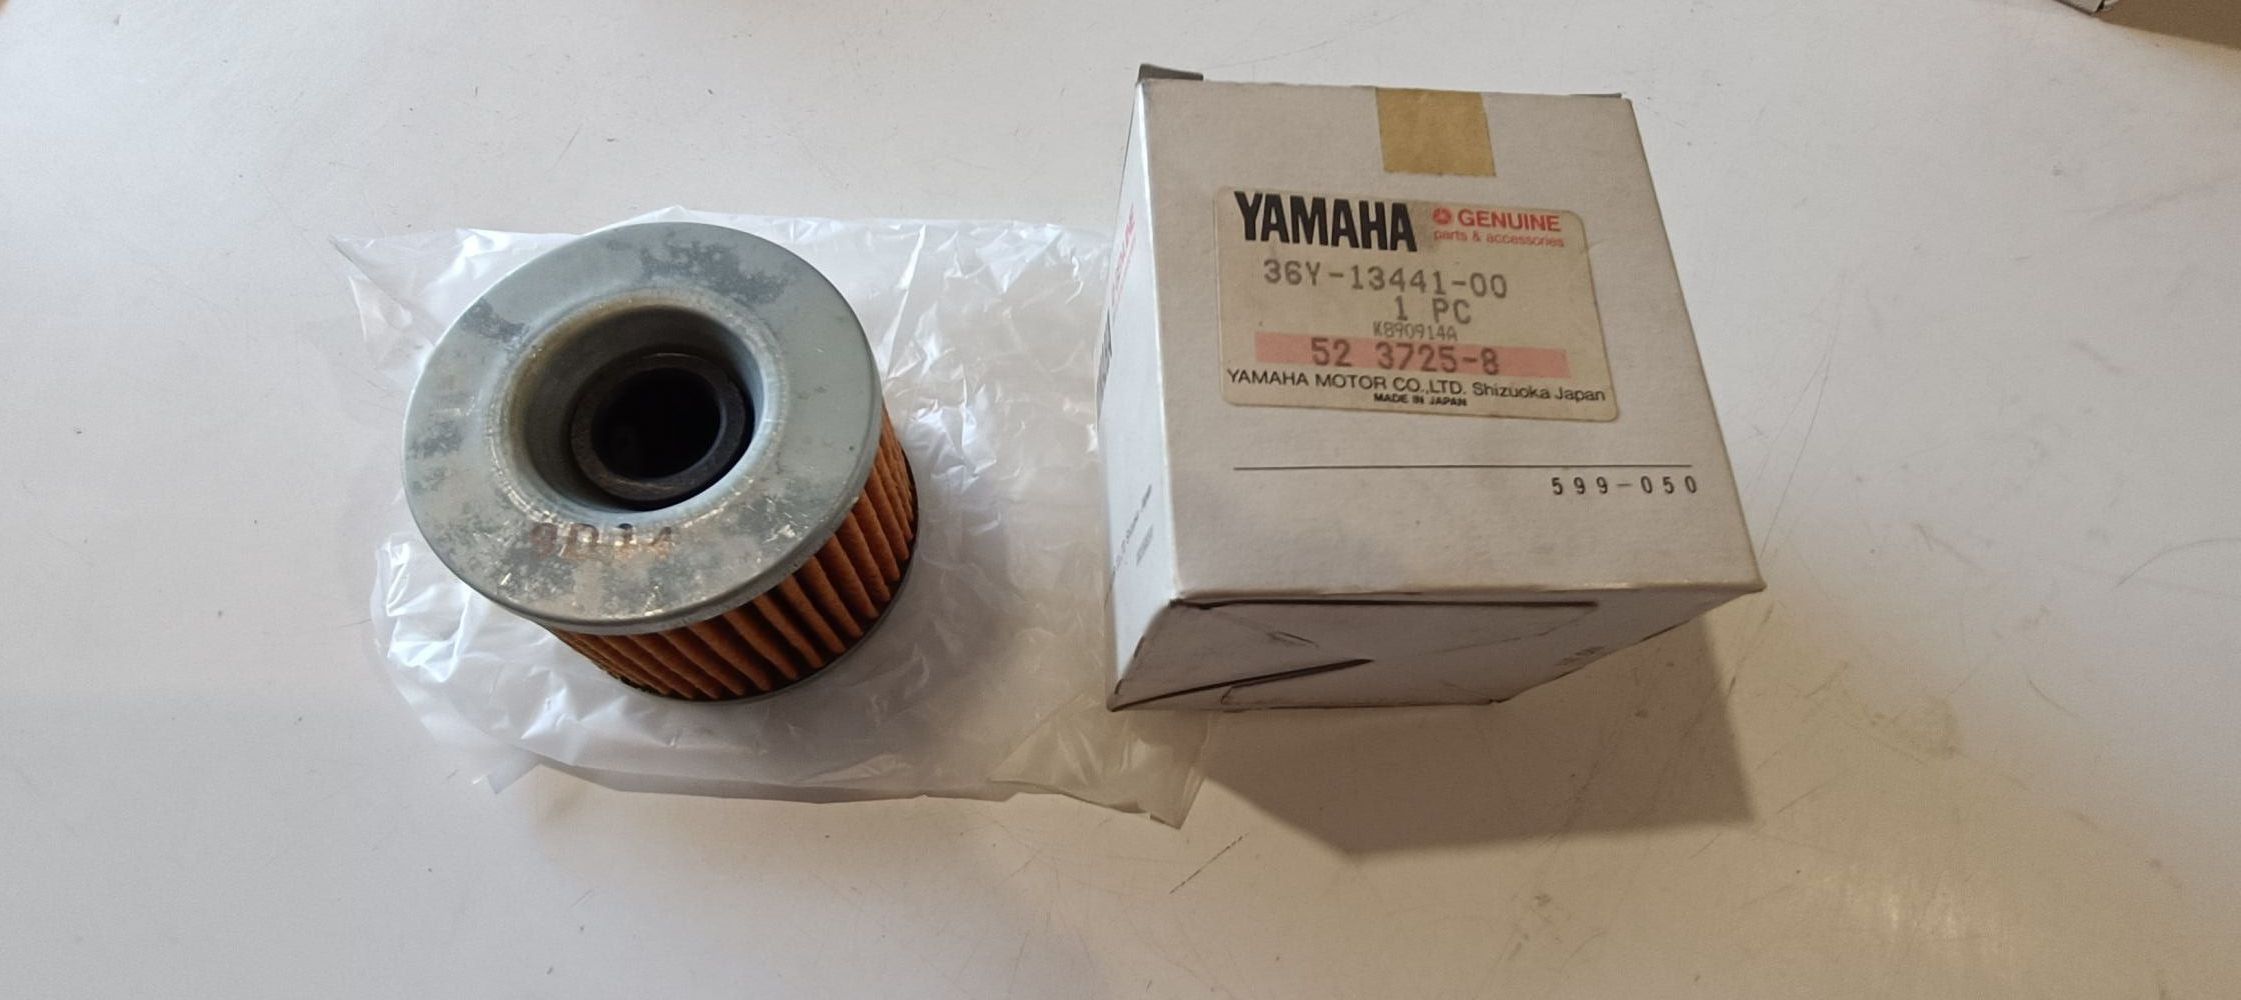 YAMAHA GENUINE
parts & accessories
36Y-13441-00
1 PC
K890914A
52 3725-8
YAMAHA MOTOR CO.,LTD. Shizuoka Japan
MADE IN JAPAN
599-050